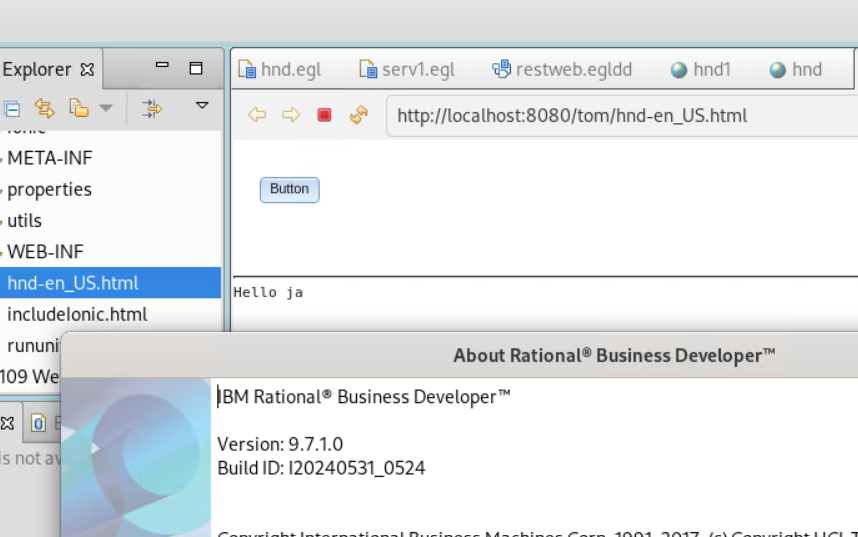 Explorer
hnd.egl
serv1.egl
restweb.egldd
hnd1
hnd
http://localhost:8080/tom/hnd-en_US.html
META-INF
properties
utils
WEB-INF
hnd-en_US.html
includeIonic.html
rununi
109 We
is not av
Button
Hello ja
About Rational® Business Developer™
IBM Rational® Business Developer™
Version: 9.7.1.0
Build ID: I20240531_0524
Copyright International Business Machines Corp. 1991, 2017. (c) Copyright HCL T